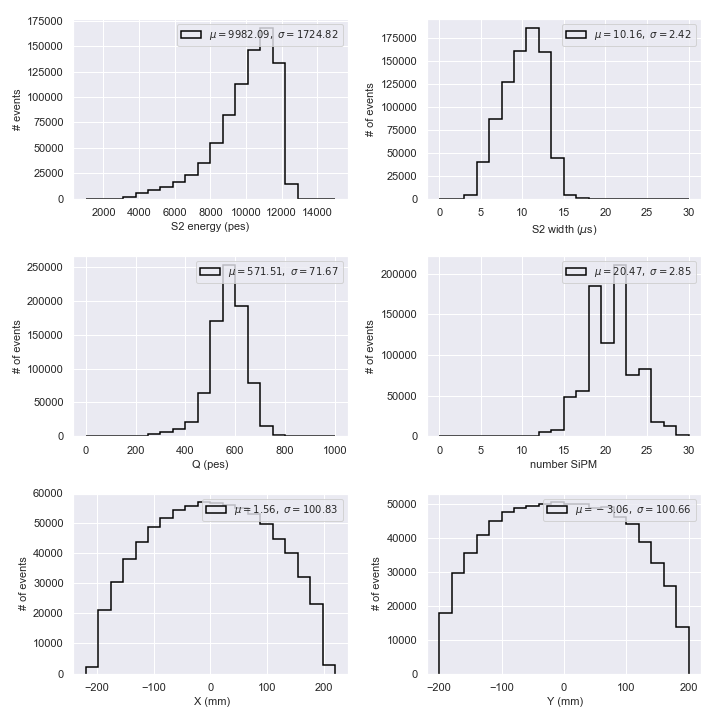 μ = 9982.09, σ = 1724.82
175000
150000
125000
100000
75000
50000
25000
0
# events
2000 4000 6000 8000 10000 12000 14000
S2 energy (pes)
μ = 10.16, σ = 2.42
175000
150000
125000
100000
75000
50000
25000
0
# of events
0 5 10 15 20 25 30
S2 width (μs)
μ = 571.51, σ = 71.67
250000
200000
150000
100000
50000
0
# of events
0 200 400 600 800 1000
Q (pes)
μ = 20.47, σ = 2.85
200000
150000
100000
50000
0
# of events
0 5 10 15 20 25 30
number SiPM
μ = 1.56, σ = 100.83
60000
50000
40000
30000
20000
10000
0
# of events
−200 −100 0 100 200
X (mm)
μ = −3.06, σ = 100.66
50000
40000
30000
20000
10000
0
# of events
−200 −100 0 100 200
Y (mm)